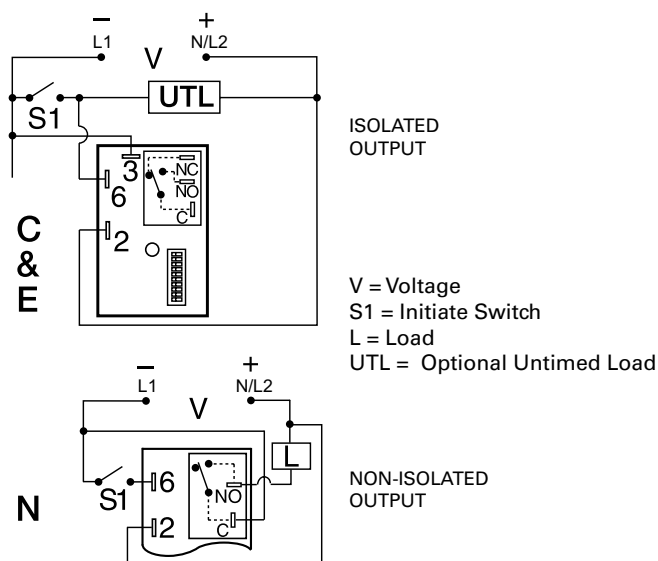 − +
L1 N/L2
V
UTL
S1
ISOLATED
OUTPUT
3
NC
NO
6
C
2
C
&
E
V = Voltage
S1 = Initiate Switch
L = Load
UTL = Optional Untimed Load
− +
L1 N/L2
V
L
S1
6
NO
N
2
C
NON-ISOLATED
OUTPUT